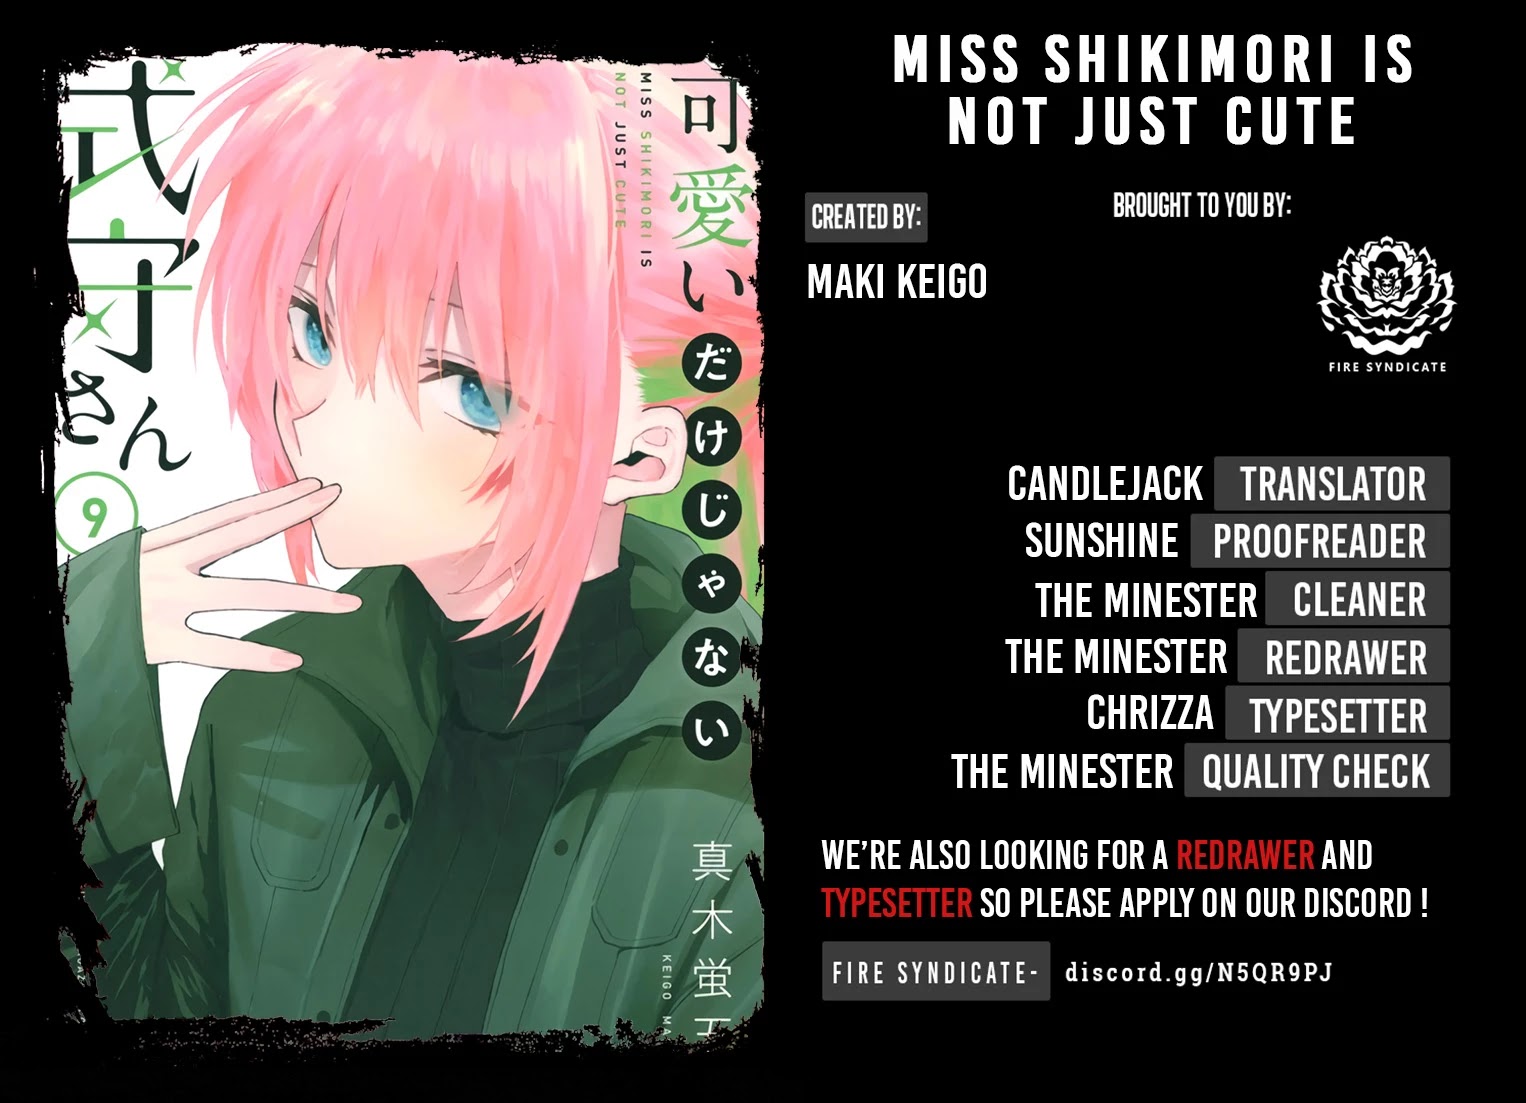 MISS SHIKIMORI IS
NOT JUST CUTE
CREATED BY:
MAKI KEIGO
BROUGHT TO YOU BY:
FIRE SYNDICATE
CANDLEJACK TRANSLATOR
SUNSHINE PROOFREADER
THE MINESTER CLEANER
THE MINESTER REDRAWER
CHRIZZA TYPESETTER
THE MINESTER QUALITY CHECK
WE'RE ALSO LOOKING FOR A REDRAWER AND
TYPESETTER SO PLEASE APPLY ON OUR DISCORD !
FIRE SYNDICATE- discord.gg/N5QR9PJ
可愛いだけじゃない
MISS SHIKIMORI IS
NOT JUST CUTE
式守さん
9
真木蛍五
KEIGO MA